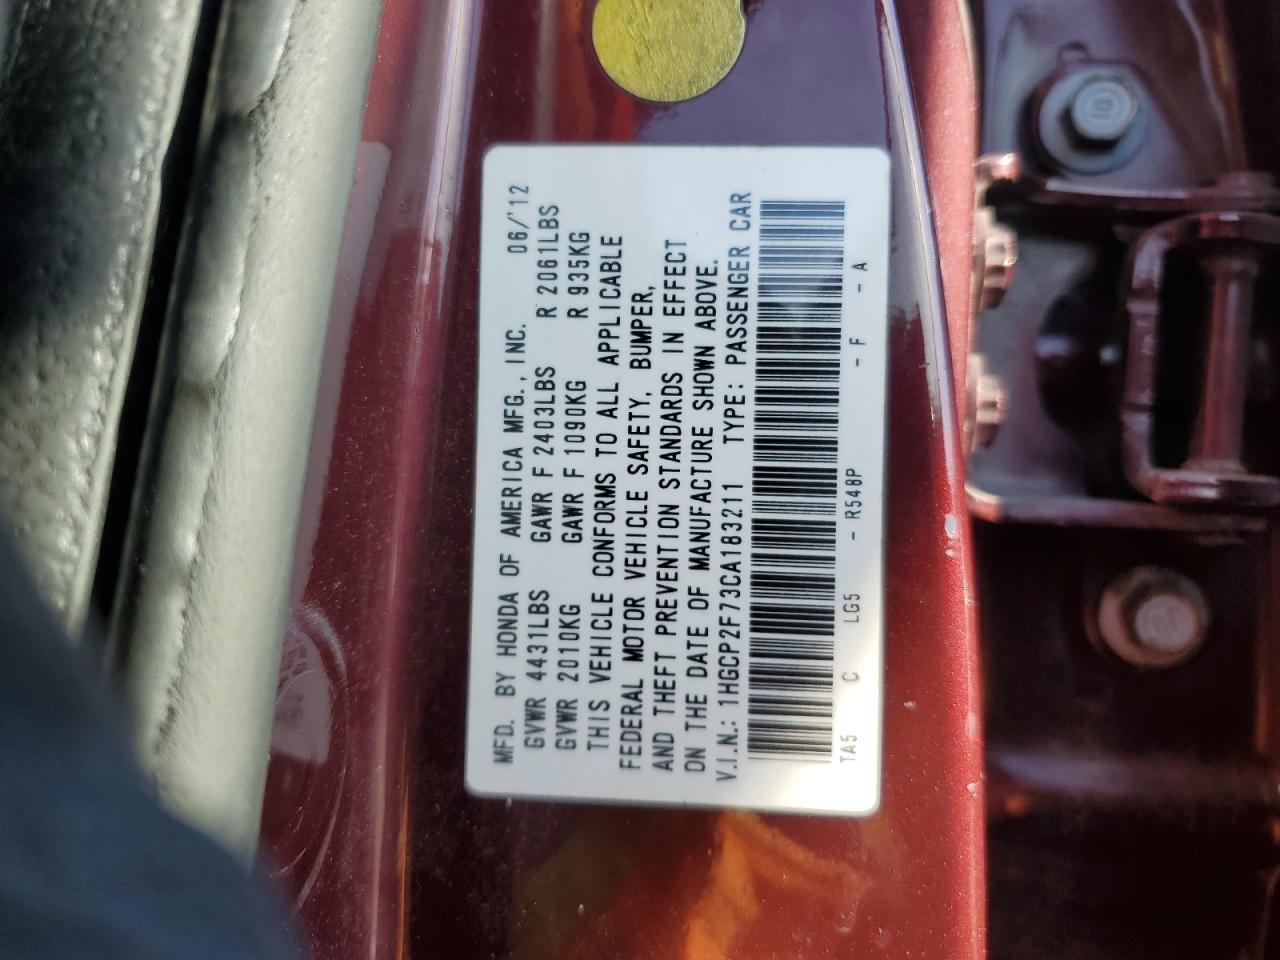 MFD. BY HONDA OF AMERICA MFG., INC. 06/'12
GVWR 4431LBS GAWR F 2403LBS R 2061LBS
GVWR 2010KG GAWR F 1090KG R 935KG
THIS VEHICLE CONFORMS TO ALL APPLICABLE
FEDERAL MOTOR VEHICLE SAFETY, BUMPER,
AND THEFT PREVENTION STANDARDS IN EFFECT
ON THE DATE OF MANUFACTURE SHOWN ABOVE.
V.I.N.: 1HGCP2F73CA183211 TYPE: PASSENGER CAR
TA5 C LG5 - R548P - F - A